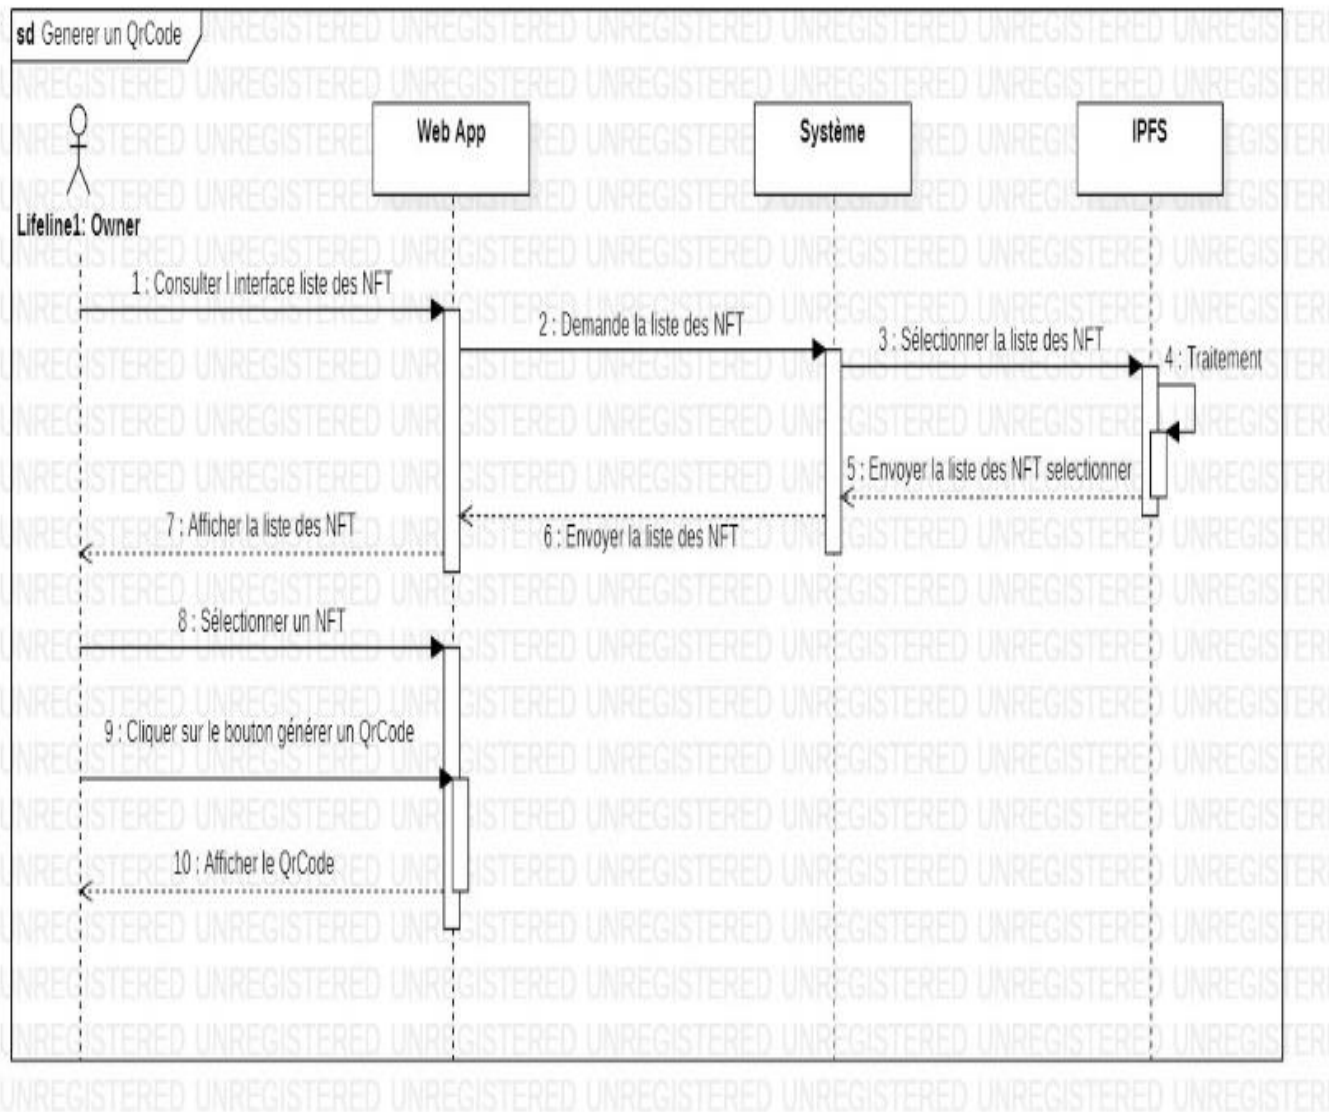 sd Generer un QrCode
Web App
Système
IPFS
Lifeline1: Owner
1 : Consulter l interface liste des NFT
2 : Demande la liste des NFT
3 : Sélectionner la liste des NFT
4 : Traitement
5 : Envoyer la liste des NFT selectionner
6 : Envoyer la liste des NFT
7 : Afficher la liste des NFT
8 : Sélectionner un NFT
9 : Cliquer sur le bouton générer un QrCode
10 : Afficher le QrCode
UNREGISTERED